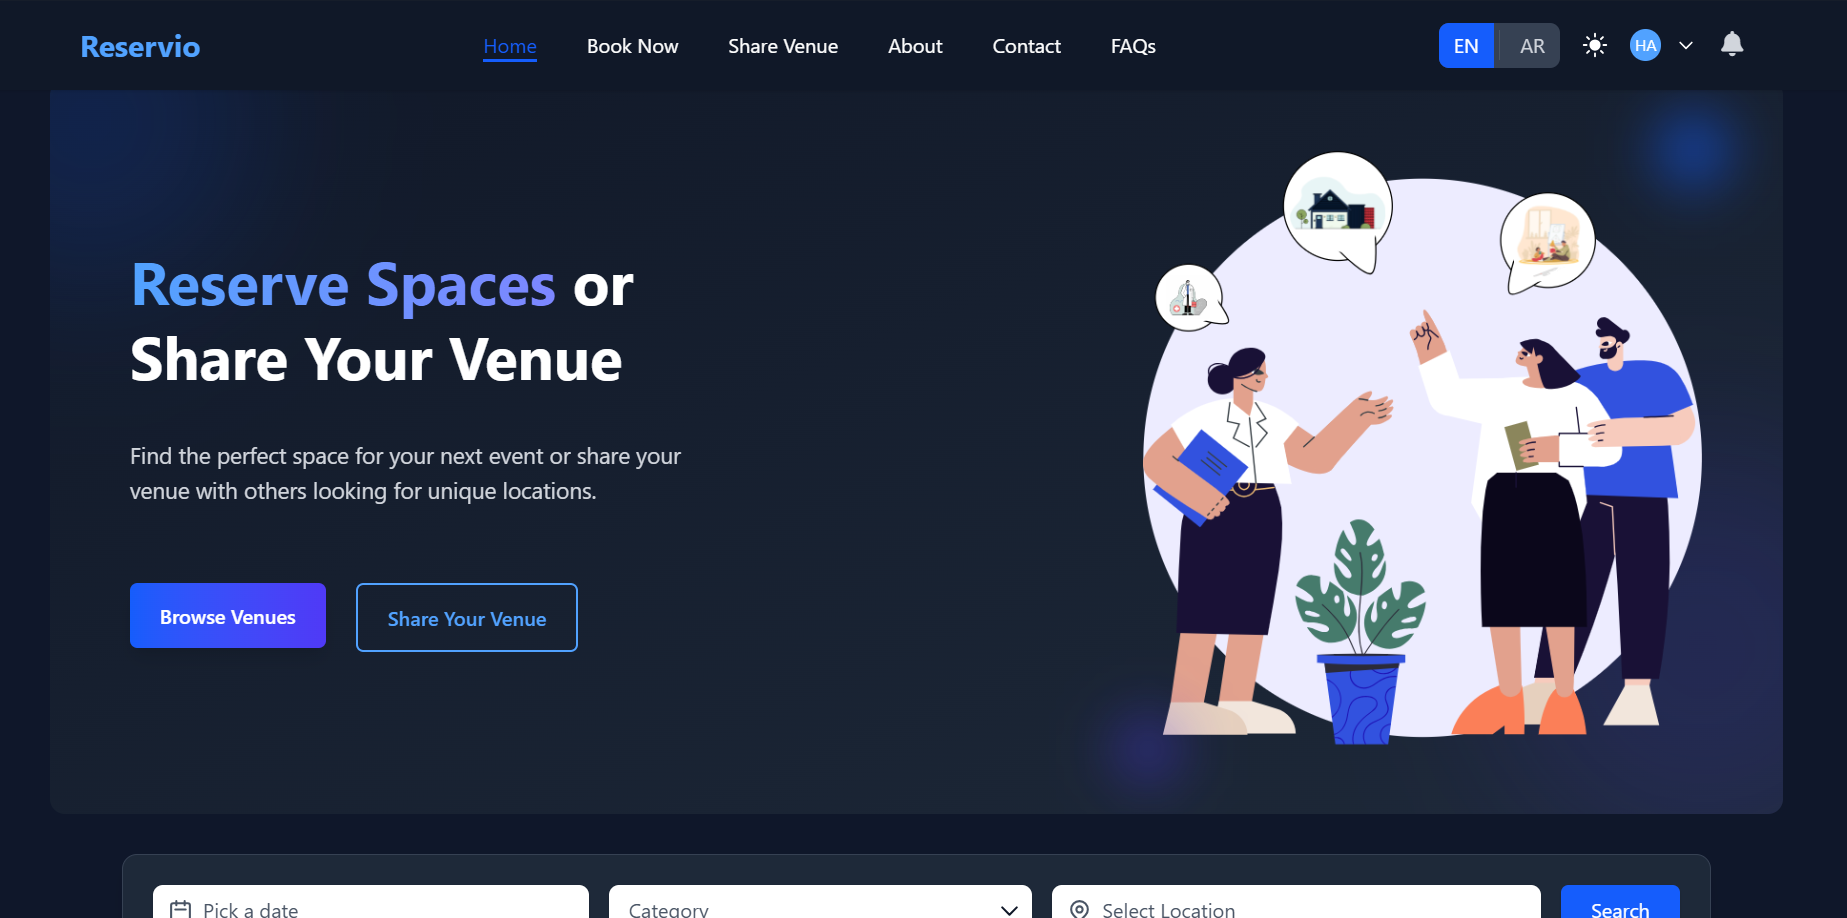 Reservio
Home Book Now Share Venue About Contact FAQs
EN AR HA
Reserve Spaces or
Share Your Venue
Find the perfect space for your next event or share your
venue with others looking for unique locations.
Browse Venues Share Your Venue
Pick a date Category Select Location Search